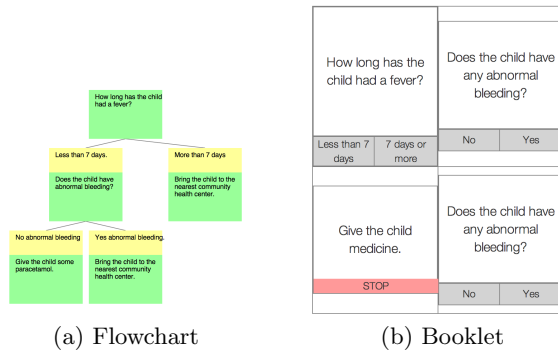 How long has the child
had a fever?
Less than 7 days.
More than 7 days
Does the child have
abnormal bleeding?
Bring the child to the
nearest community
health center.
No abnormal bleeding
Yes abnormal bleeding.
Give the child some
paracetamol.
Bring the child to the
nearest community
health center.
(a) Flowchart
How long has the
child had a fever?
Less than 7
days
7 days or
more
Does the child have
any abnormal
bleeding?
No
Yes
Give the child
medicine.
STOP
Does the child have
any abnormal
bleeding?
No
Yes
(b) Booklet